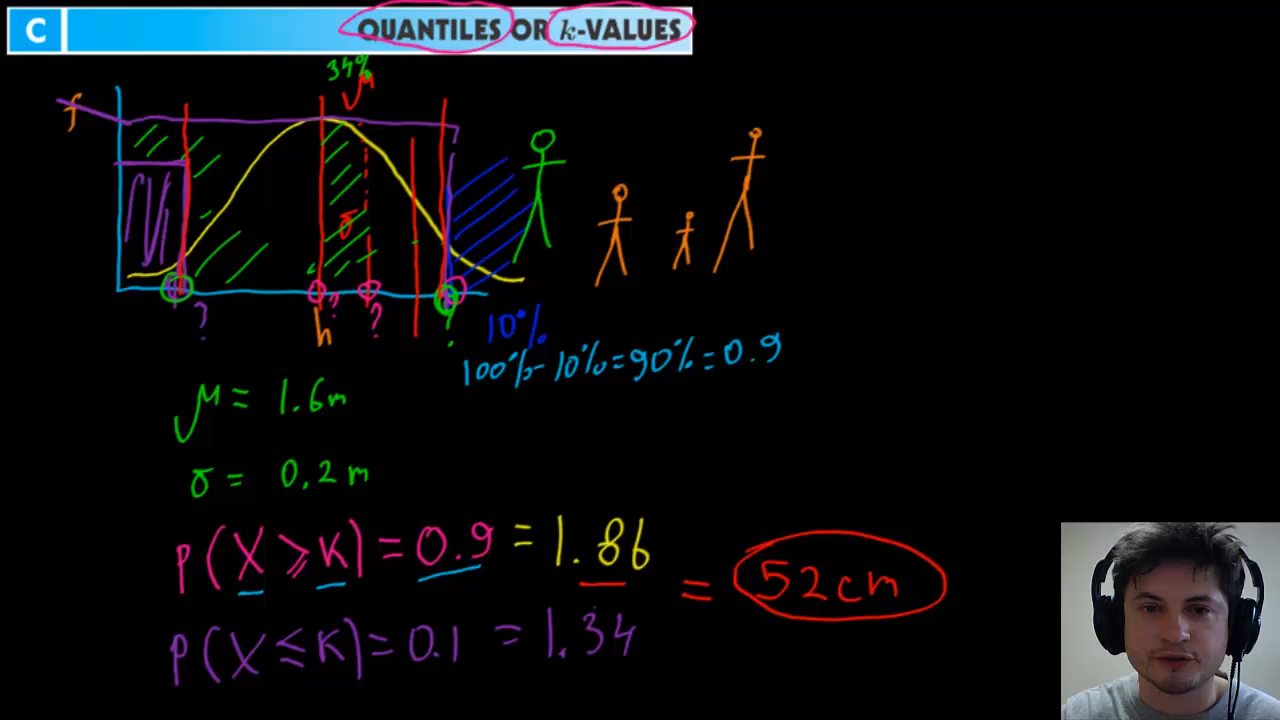 C QUANTILES OR k-VALUES
34%
f μ
σ
? ? ? ?
h 10%
100% - 10% = 90% = 0.9
μ = 1.6m
σ = 0.2m
P(X ⩾ K) = 0.9 = 1.86
= 52cm
P(X ≤ K) = 0.1 = 1.34